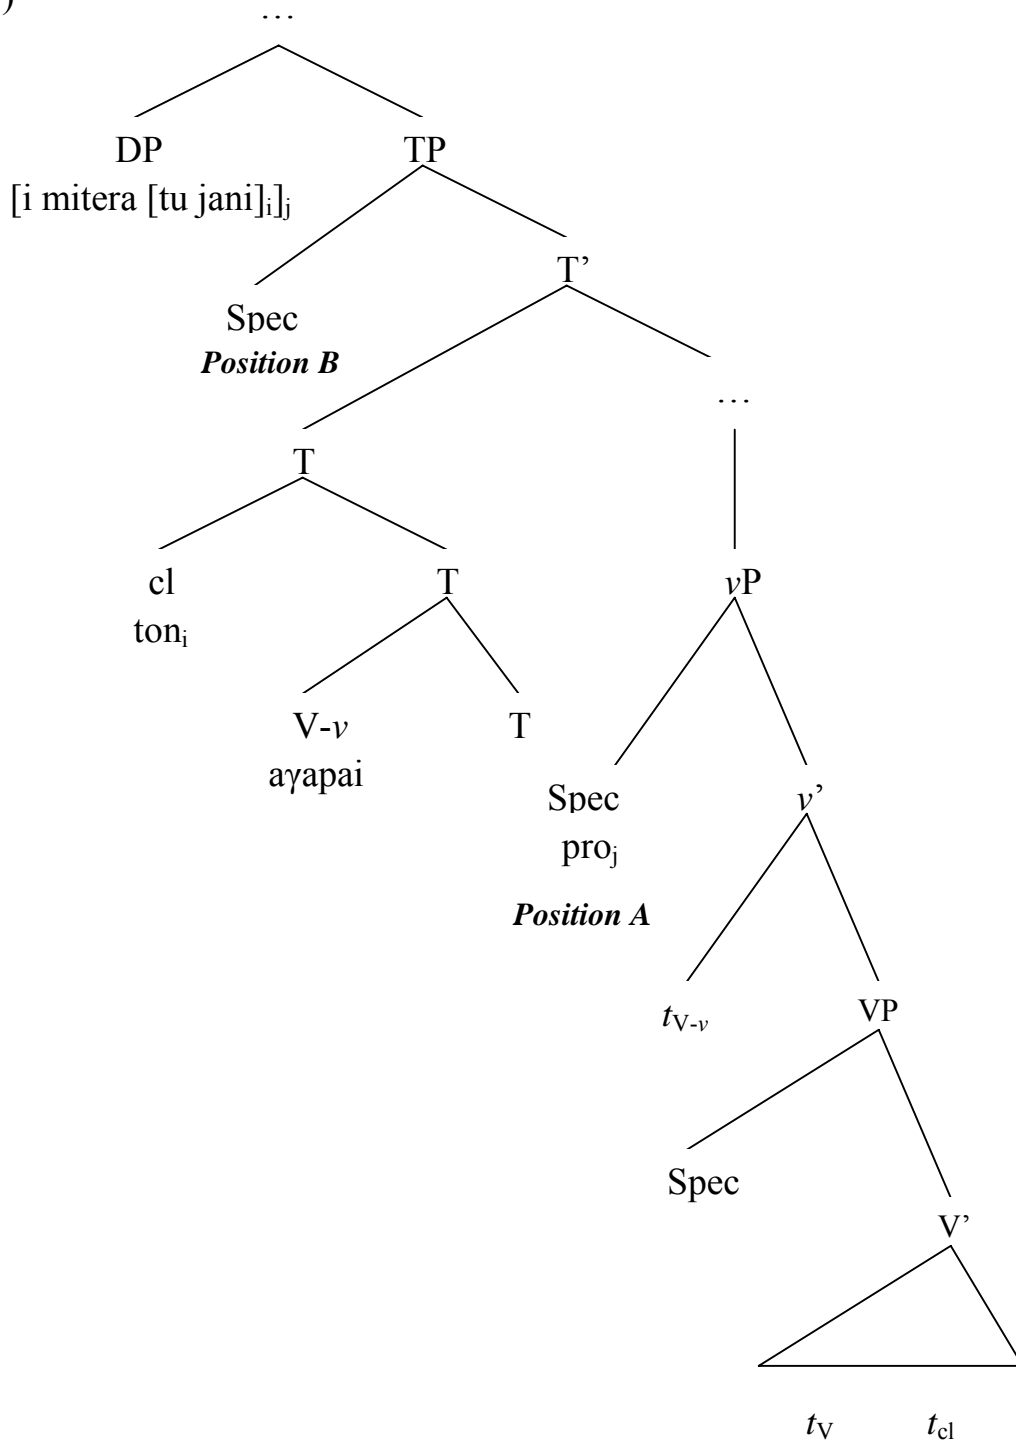 )
…
DP TP
[i mitera [tu jani]i]j
T’
Spec
Position B
…
T
cl T vP
toni
V-v T
aγapai
Spec v’
proj
Position A
tV-v VP
Spec
V’
tV tcl